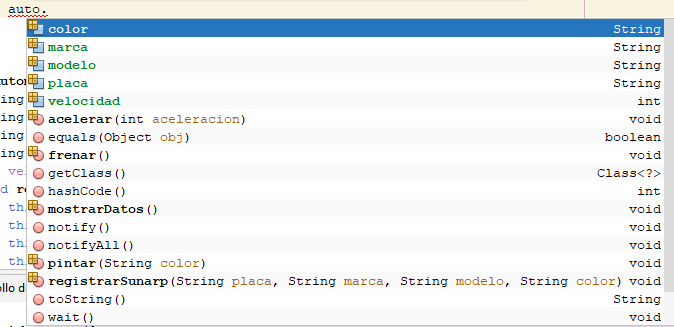 auto.
color String
marca String
modelo String
placa String
velocidad int
acelerar(int aceleracion) void
equals(Object obj) boolean
frenar() void
getClass() Class<?>
hashCode() int
mostrarDatos() void
notify() void
notifyAll() void
pintar(String color) void
registrarSunarp(String placa, String marca, String modelo, String color) void
toString() String
wait() void